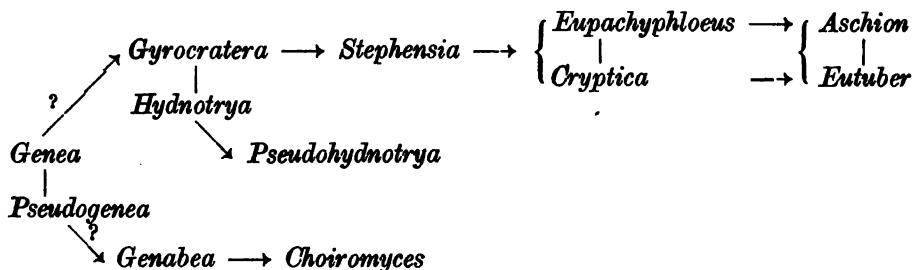 Eupachyphloeus Aschion
Gyrocratera Stephensia
Cryptica Eutuber
? Hydnotrya
Genea Pseudohydnotrya
Pseudogenea
?
Genabea Choiromyces